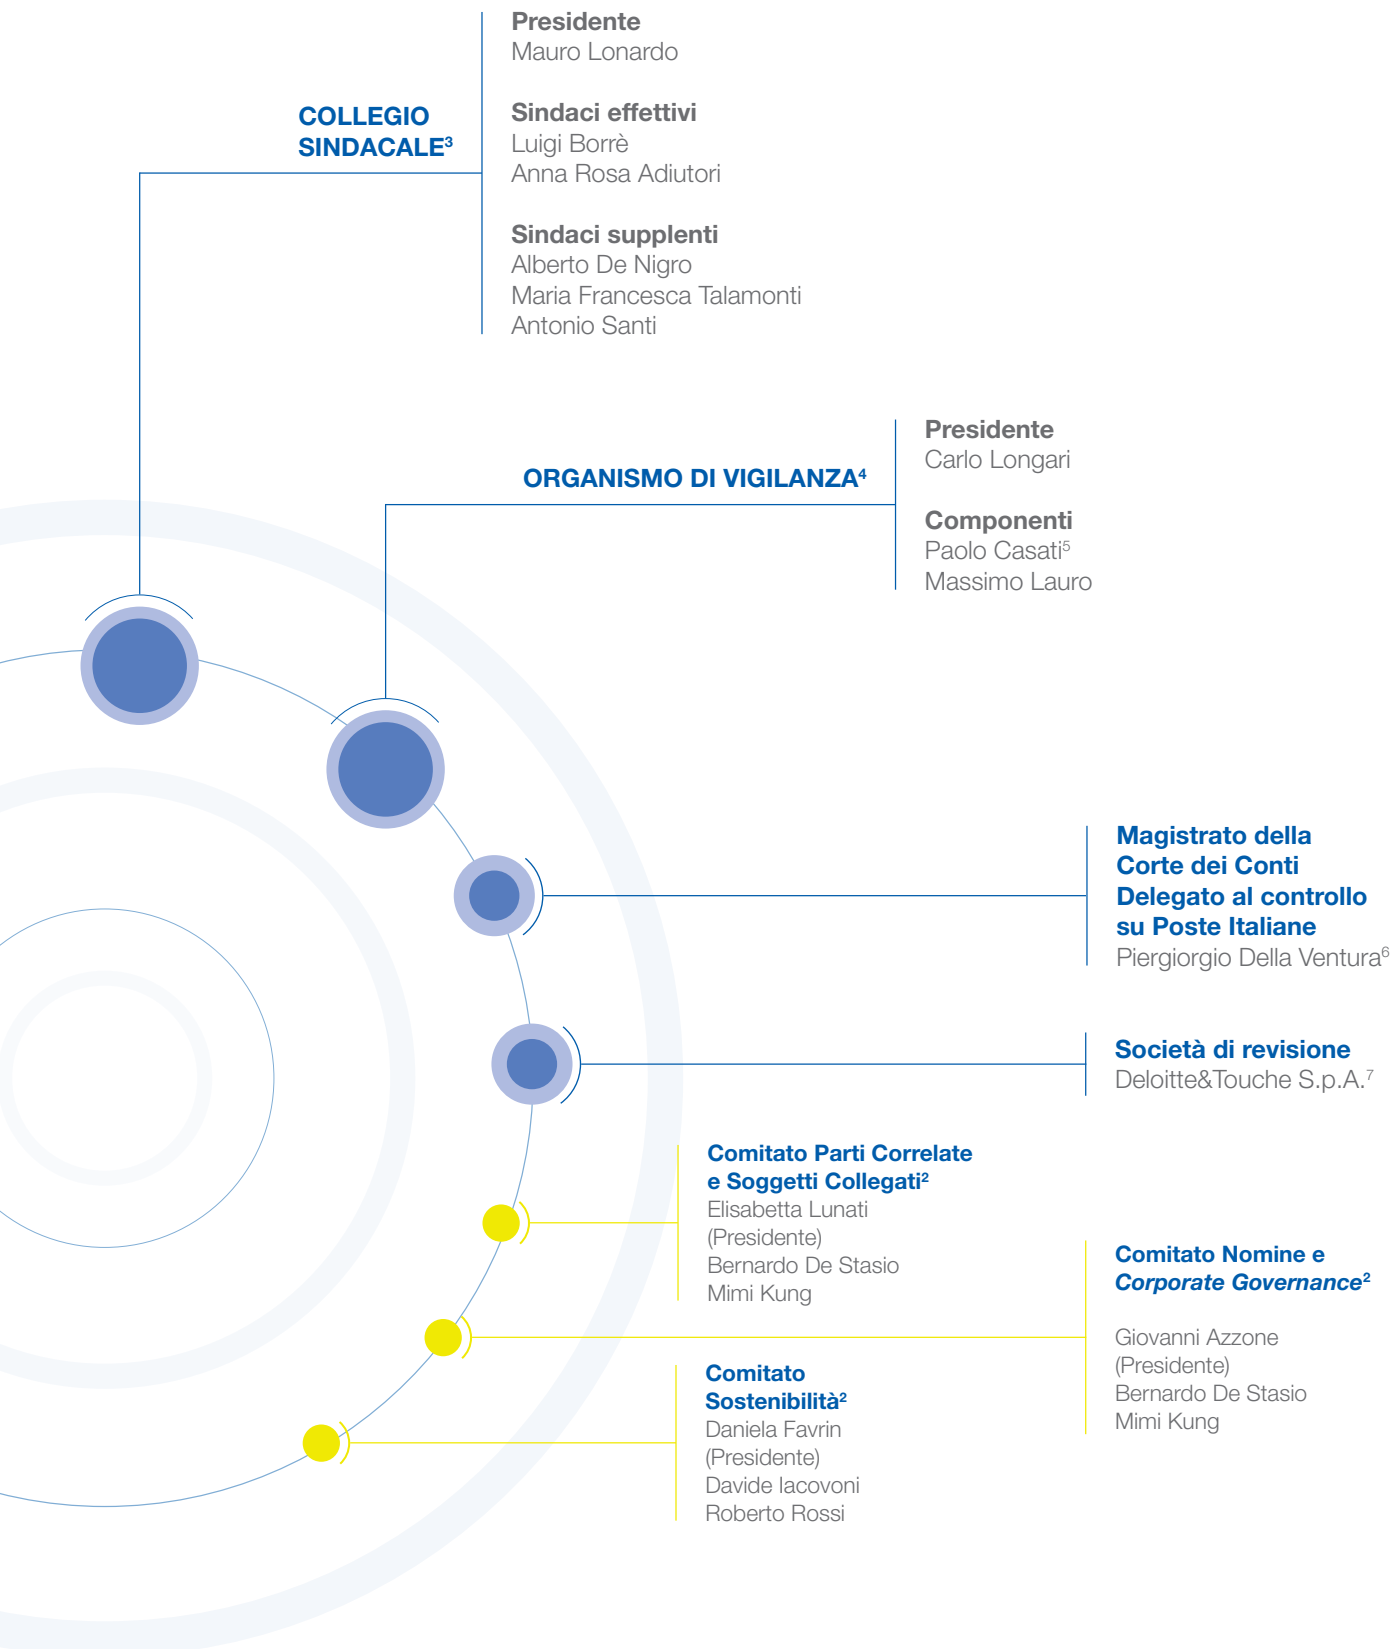 Presidente
Mauro Lonardo
COLLEGIO
SINDACALE³
Sindaci effettivi
Luigi Borrè
Anna Rosa Adiutori
Sindaci supplenti
Alberto De Nigro
Maria Francesca Talamonti
Antonio Santi
ORGANISMO DI VIGILANZA⁴
Presidente
Carlo Longari
Componenti
Paolo Casati⁵
Massimo Lauro
Magistrato della
Corte dei Conti
Delegato al controllo
su Poste Italiane
Piergiorgio Della Ventura⁶
Società di revisione
Deloitte&Touche S.p.A.⁷
Comitato Parti Correlate
e Soggetti Collegati²
Elisabetta Lunati
(Presidente)
Bernardo De Stasio
Mimi Kung
Comitato Nomine e
Corporate Governance²
Giovanni Azzone
(Presidente)
Bernardo De Stasio
Mimi Kung
Comitato
Sostenibilità²
Daniela Favrin
(Presidente)
Davide Iacovoni
Roberto Rossi